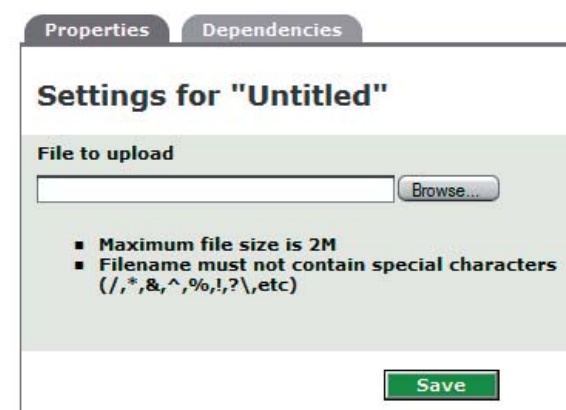 Properties Dependencies
Settings for "Untitled"
File to upload
Browse...
Maximum file size is 2M
Filename must not contain special characters
(/,*,&,^,%,!,?\,etc)
Save